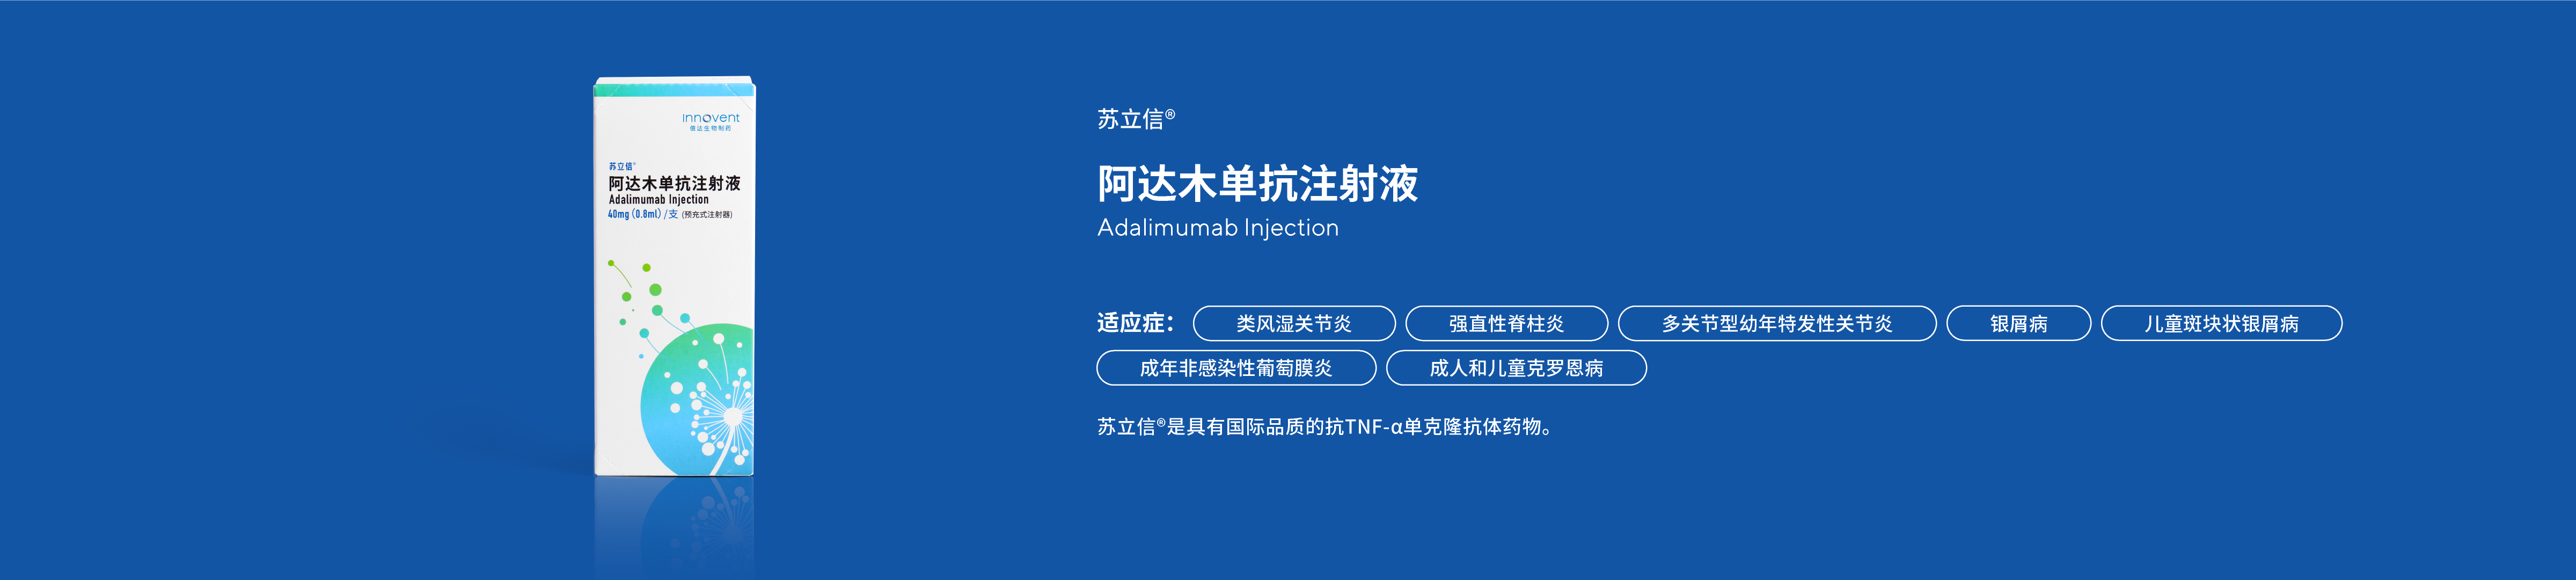 innovent
信达生物制药
苏立信®
阿达木单抗注射液
Adalimumab Injection
40mg (0.8ml) /支 (预充式注射器)
苏立信®
阿达木单抗注射液
Adalimumab Injection
适应症： 类风湿关节炎 强直性脊柱炎 多关节型幼年特发性关节炎 银屑病 儿童斑块状银屑病
成年非感染性葡萄膜炎 成人和儿童克罗恩病
苏立信®是具有国际品质的抗TNF-α单克隆抗体药物。